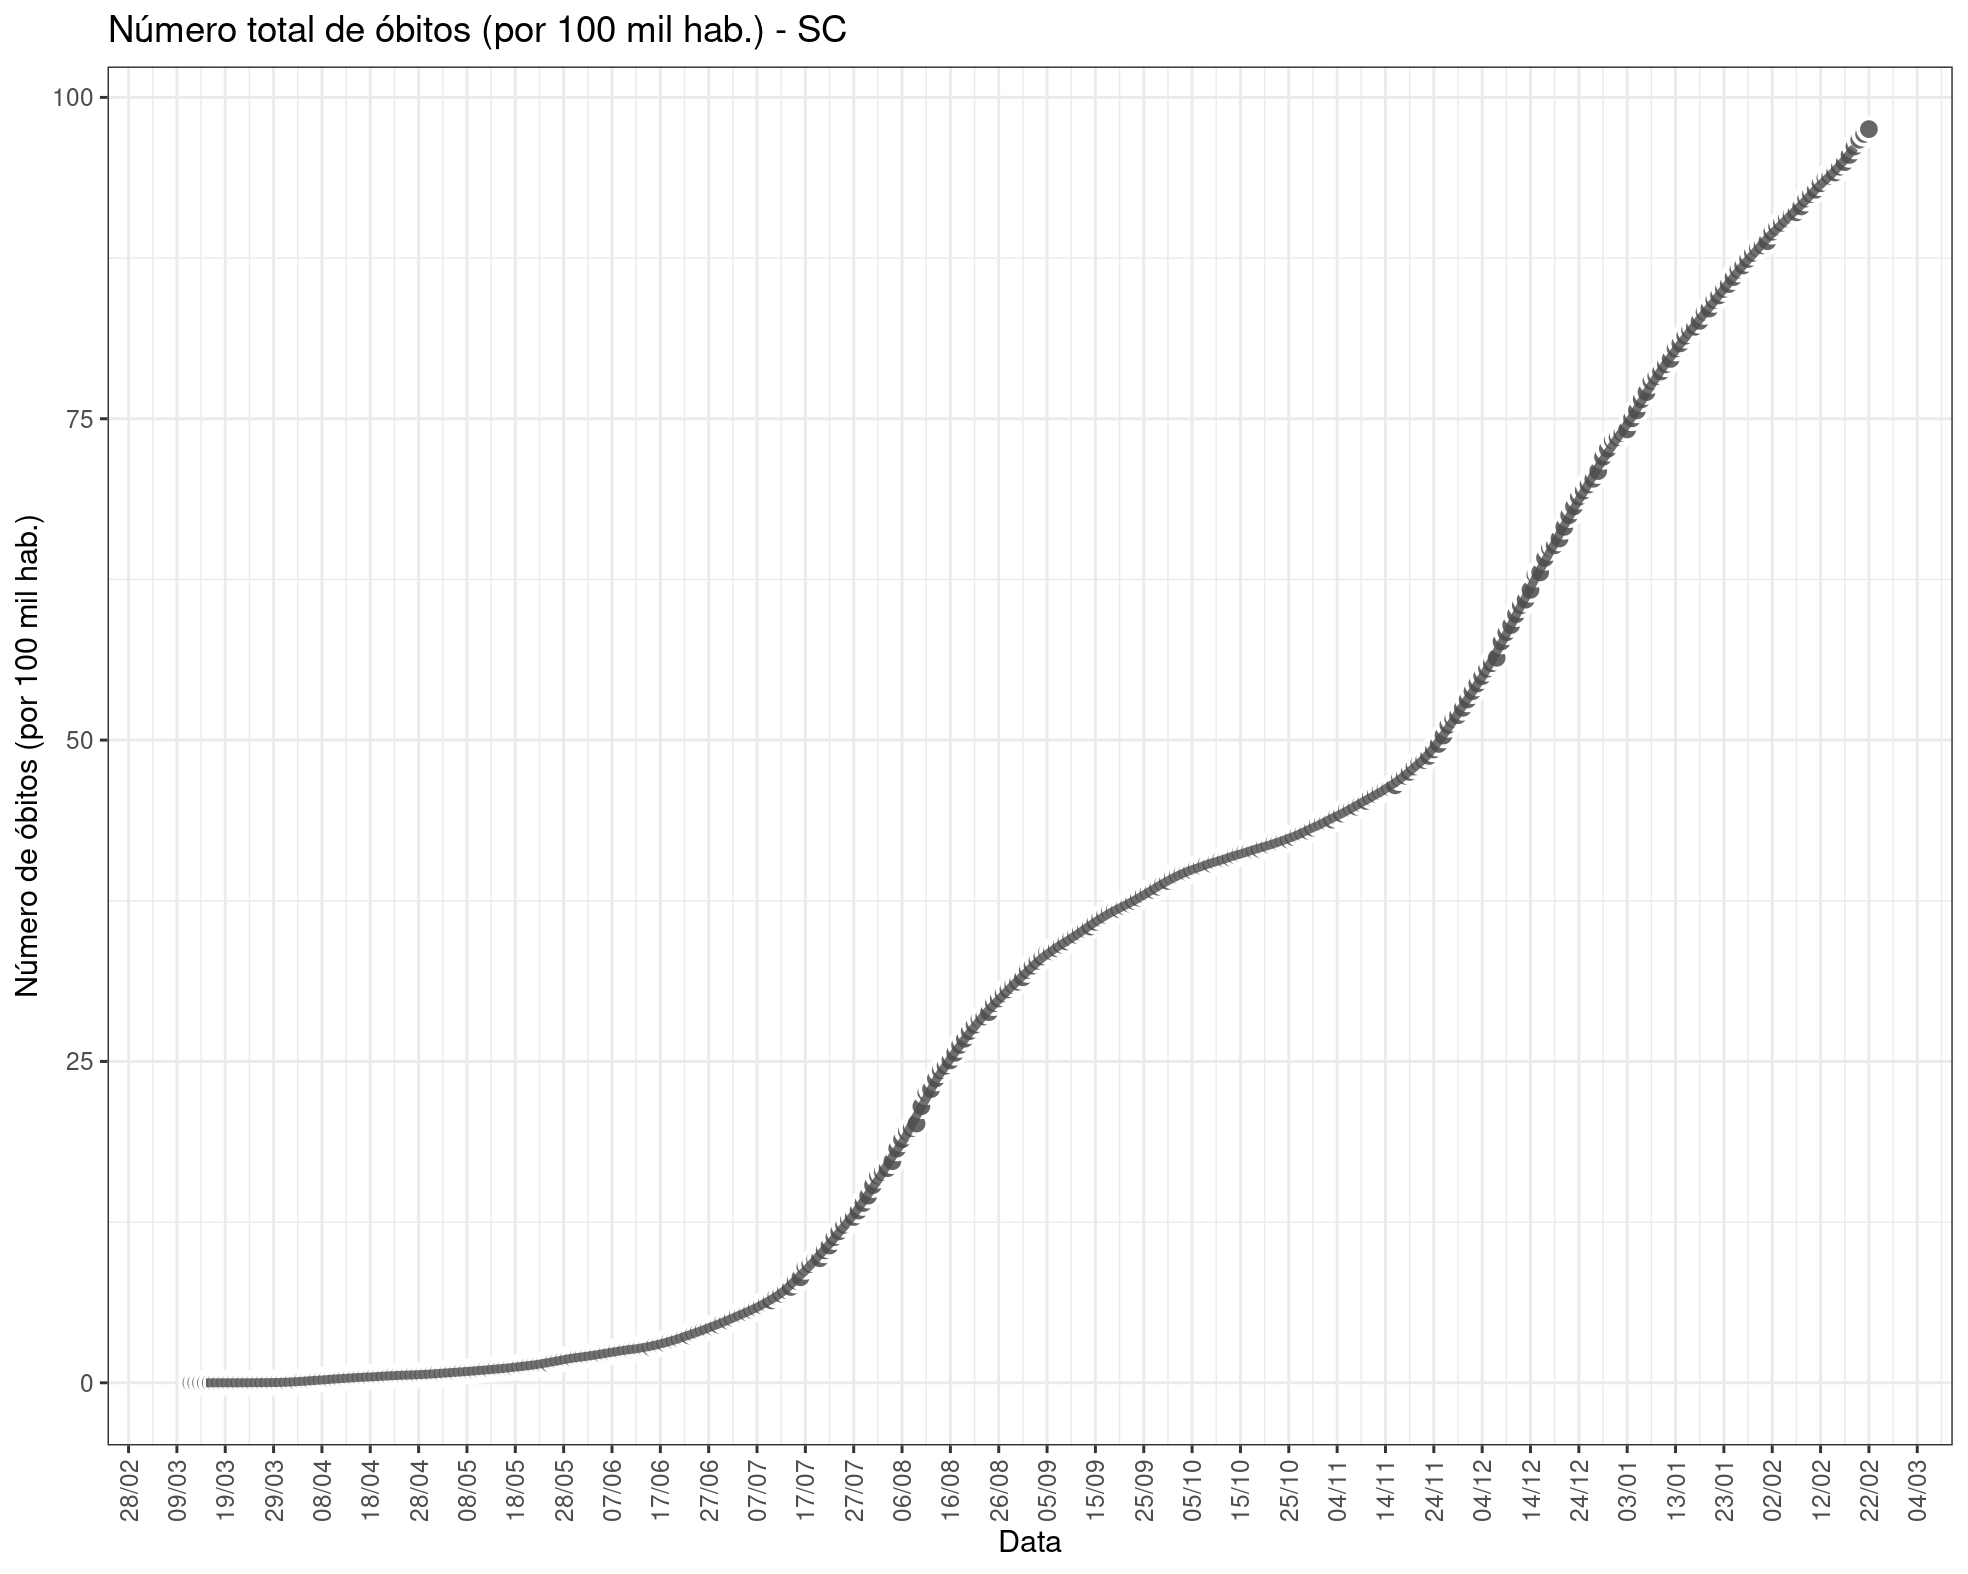 Número total de óbitos (por 100 mil hab.) - SC
Número de óbitos (por 100 mil hab.)
100
75
50
25
0
28/02 09/03 19/03 29/03 08/04 18/04 28/04 08/05 18/05 28/05 07/06 17/06 27/06 07/07 17/07 27/07 06/08 16/08 26/08 05/09 15/09 25/09 05/10 15/10 25/10 04/11 14/11 24/11 04/12 14/12 24/12 03/01 13/01 23/01 02/02 12/02 22/02 04/03
Data